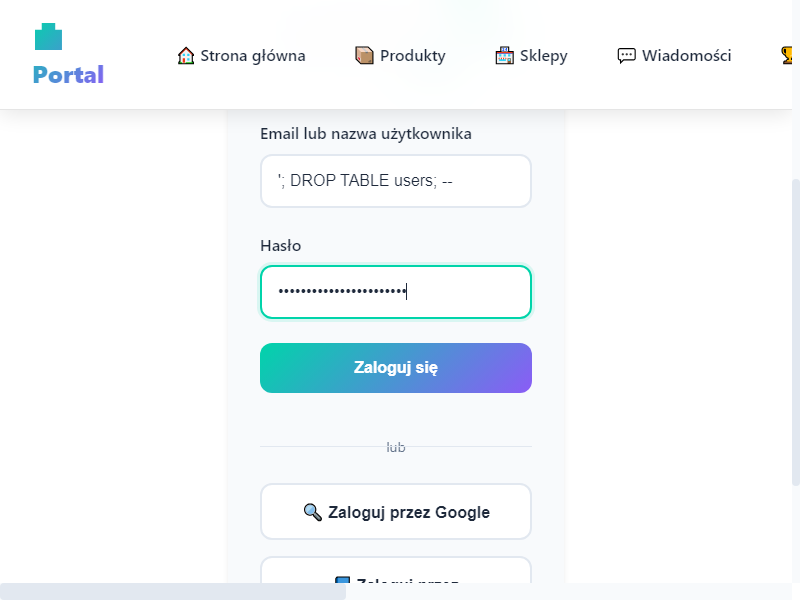 Portal
Strona główna
Produkty
Sklepy
Wiadomości
Email lub nazwa użytkownika
'; DROP TABLE users; --
Hasło
Zaloguj się
lub
Zaloguj przez Google
Zaloguj przez